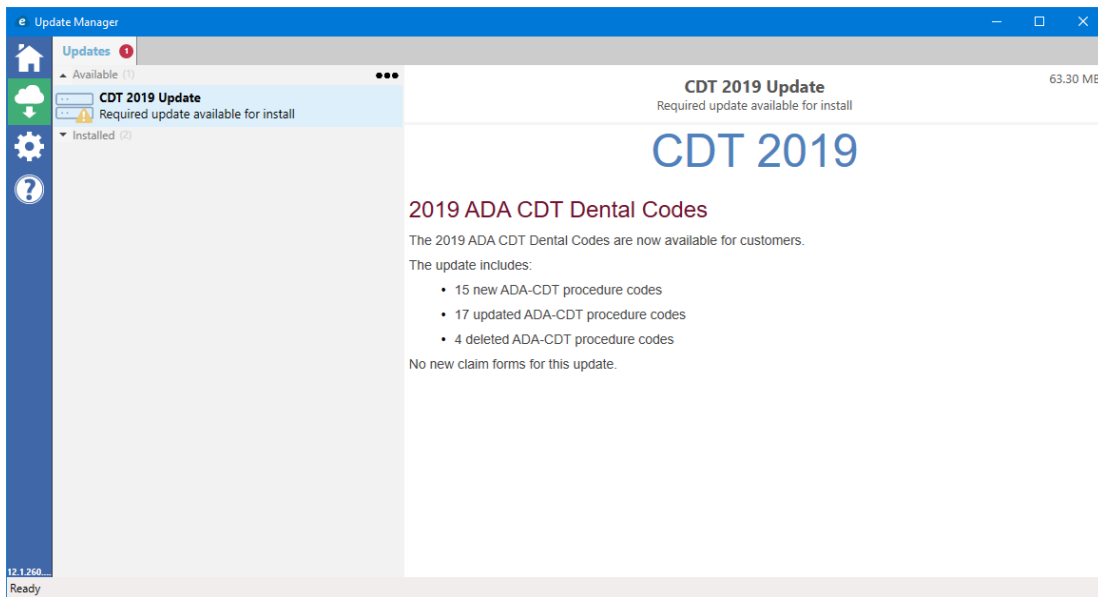 e Update Manager
Updates 1
Available (1)
CDT 2019 Update
Required update available for install
Installed (2)
12.1.260....
Ready
CDT 2019 Update
63.30 MB
Required update available for install
CDT 2019
2019 ADA CDT Dental Codes
The 2019 ADA CDT Dental Codes are now available for customers.
The update includes:
• 15 new ADA-CDT procedure codes
• 17 updated ADA-CDT procedure codes
• 4 deleted ADA-CDT procedure codes
No new claim forms for this update.